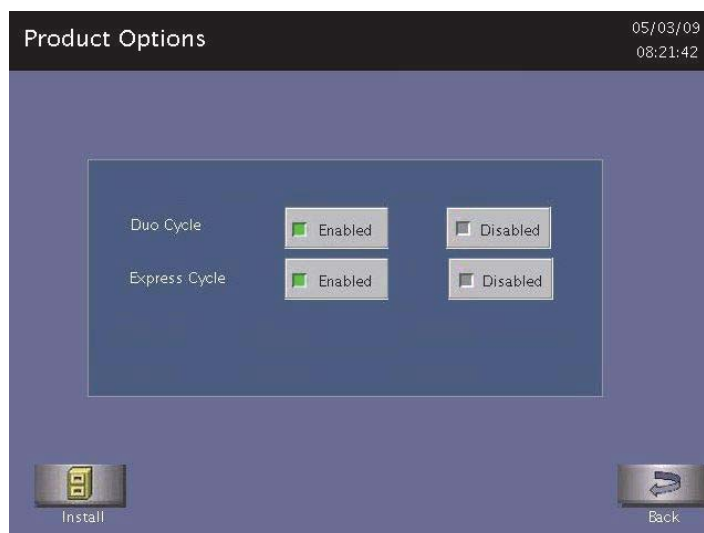 Product Options
05/03/09
08:21:42
Duo Cycle Enabled Disabled
Express Cycle Enabled Disabled
Install Back